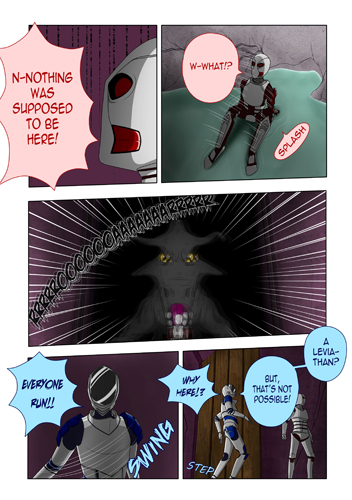 N-NOTHING
WAS
SUPPOSED
TO BE
HERE!
W-WHAT!?
SPLASH
RRRRROOOOOOAAAAAAARRRRR
EVERYONE
RUN!!
SWING
WHY
HERE!?
BUT,
THAT'S NOT
POSSIBLE!
A
LEVIA-
THAN?
STEP